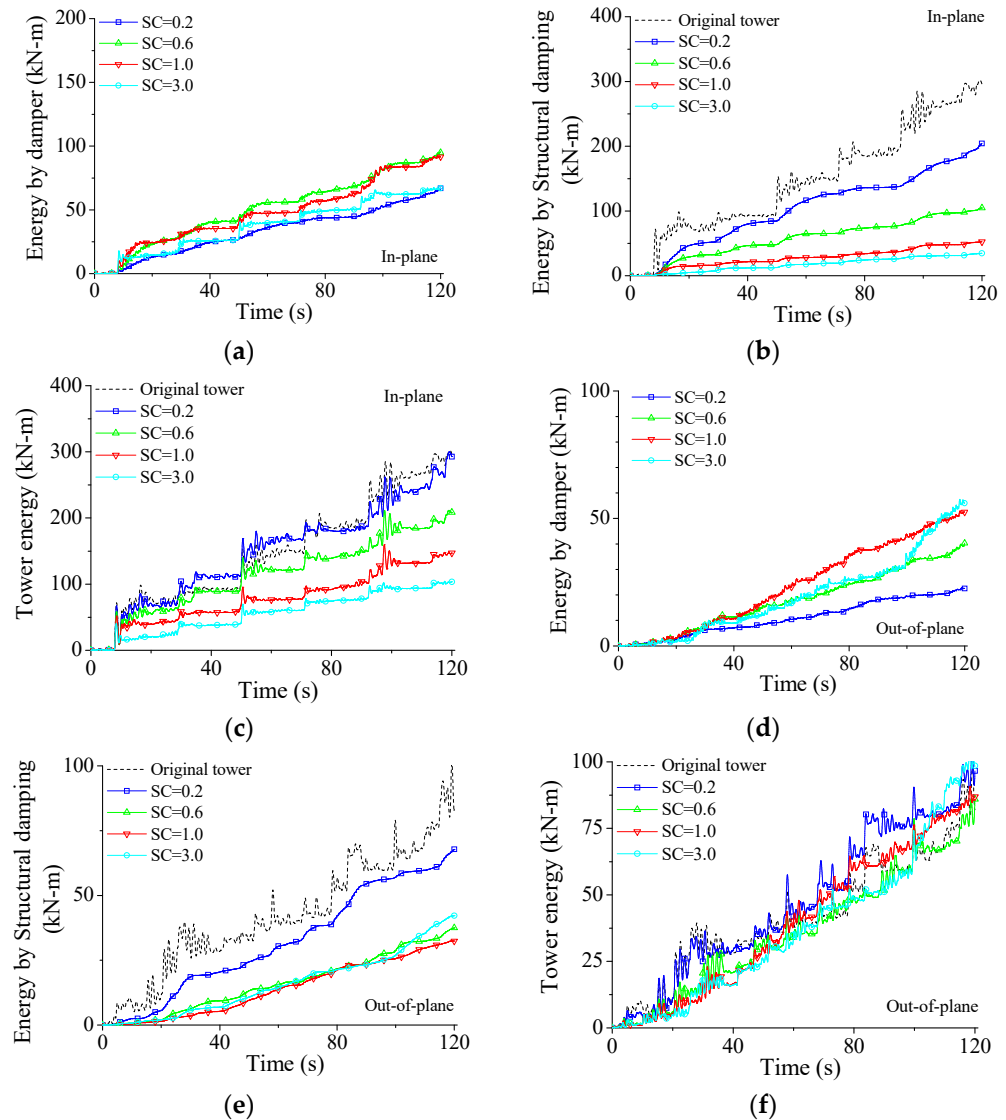 SC=0.2
SC=0.6
SC=1.0
SC=3.0
In-plane
Energy by damper (kN-m)
200
150
100
50
0
0 40 80 120
Time (s)
(a)
In-plane
Original tower
SC=0.2
SC=0.6
SC=1.0
SC=3.0
Energy by Structural damping
(kN-m)
400
300
200
100
0
0 40 80 120
Time (s)
(b)
Original tower
SC=0.2
SC=0.6
SC=1.0
SC=3.0
In-plane
Tower energy (kN-m)
400
300
200
100
0
0 40 80 120
Time (s)
(c)
SC=0.2
SC=0.6
SC=1.0
SC=3.0
Out-of-plane
Energy by damper (kN-m)
100
50
0
0 40 80 120
Time (s)
(d)
Original tower
SC=0.2
SC=0.6
SC=1.0
SC=3.0
Out-of-plane
Energy by Structural damping
(kN-m)
100
50
0
0 40 80 120
Time (s)
(e)
Original tower
SC=0.2
SC=0.6
SC=1.0
SC=3.0
Out-of-plane
Tower energy (kN-m)
100
75
50
25
0
0 40 80 120
Time (s)
(f)